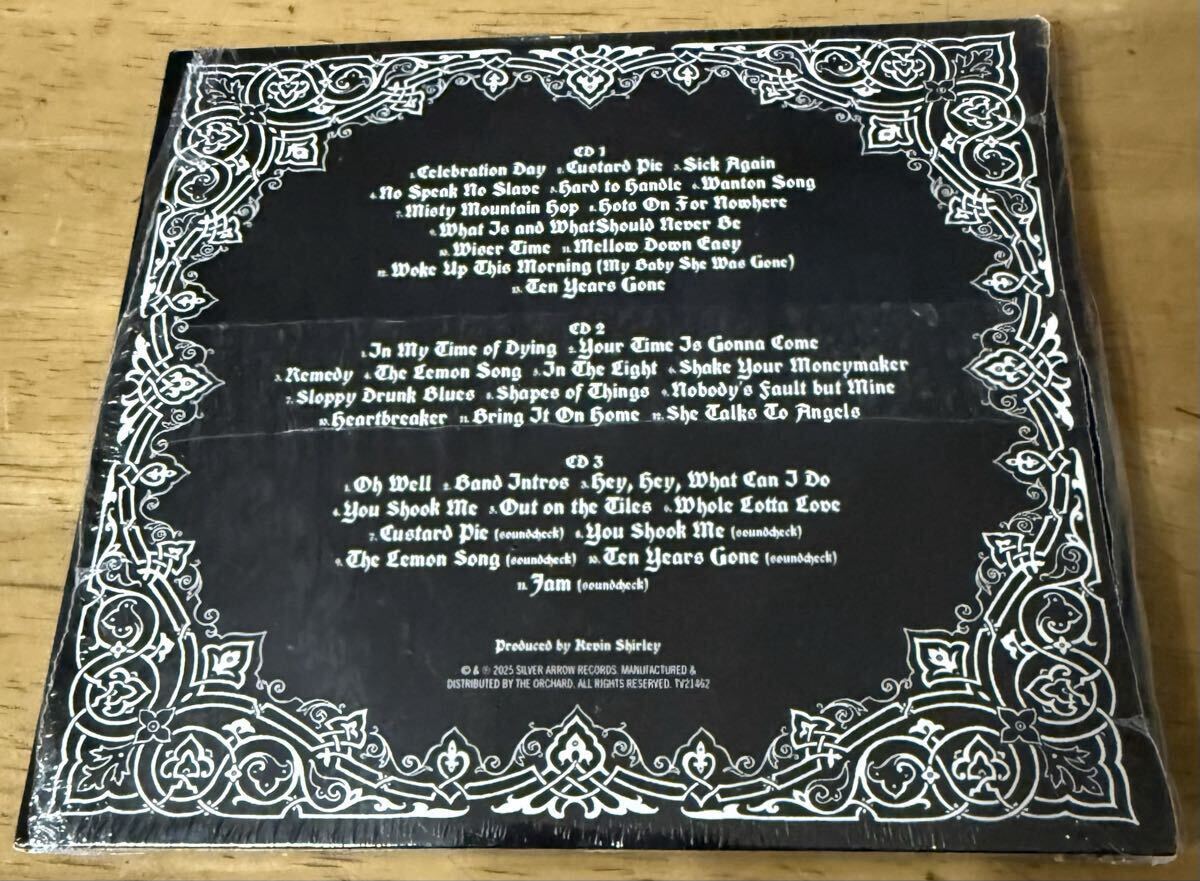 CD 1
1. Celebration Day 2. Custard Pie 3. Sick Again
4. No Speak No Slave 5. Hard to Handle 6. Wanton Song
7. Misty Mountain Hop 8. Hots On For Nowhere
9. What Is and WhatShould Never Be
10. Wiser Time 11. Mellow Down Easy
12. Woke Up This Morning (My Baby She Was Gone)
13. Ten Years Gone
CD 2
1. In My Time of Dying 2. Your Time Is Gonna Come
3. Remedy 4. The Lemon Song 5. In The Light 6. Shake Your Moneymaker
7. Sloppy Drunk Blues 8. Shapes of Things 9. Nobody's Fault but Mine
10. Heartbreaker 11. Bring It On Home 12. She Talks To Angels
CD 3
1. Oh Well 2. Band Intros 3. Hey, Hey, What Can I Do
4. You Shook Me 5. Out on the Tiles 6. Whole Lotta Love
7. Custard Pie (soundcheck) 8. You Shook Me (soundcheck)
9. The Lemon Song (soundcheck) 10. Ten Years Gone (soundcheck)
11. Jam (soundcheck)
Produced by Kevin Shirley
© & ℗ 2025 SILVER ARROW RECORDS. MANUFACTURED &
DISTRIBUTED BY THE ORCHARD. ALL RIGHTS RESERVED. TV21462